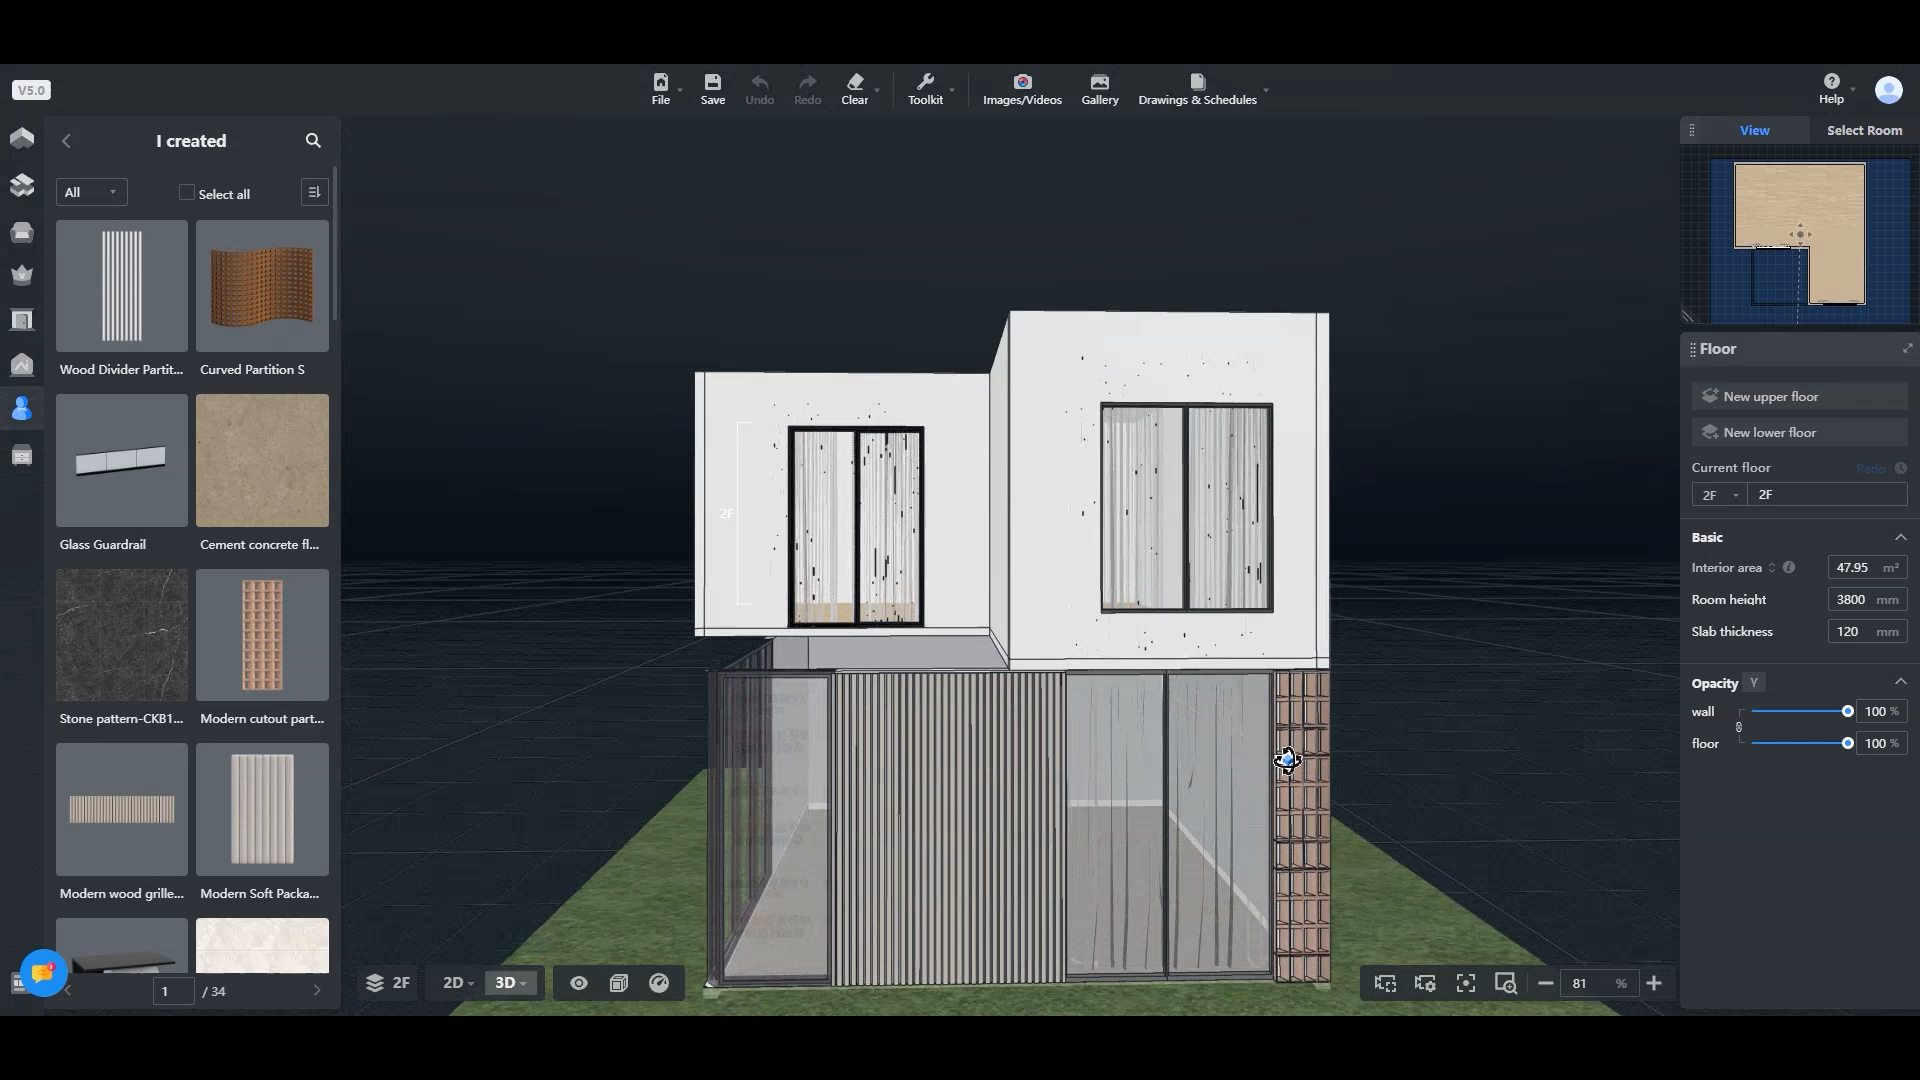 V5.0
File
Save
Undo
Redo
Clear
Toolkit
Images/Videos
Gallery
Drawings & Schedules
Help
I created
All
Select all
Wood Divider Partit...
Curved Partition S
Glass Guardrail
Cement concrete fl...
Stone pattern-CKB1...
Modern cutout part...
Modern wood grille...
Modern Soft Packa...
1 / 34
2F
2F
2D
3D
81 %
View
Select Room
Floor
New upper floor
New lower floor
Current floor
Redo
2F
2F
Basic
Interior area
47.95 m²
Room height
3800 mm
Slab thickness
120 mm
Opacity Y
wall
100 %
floor
100 %